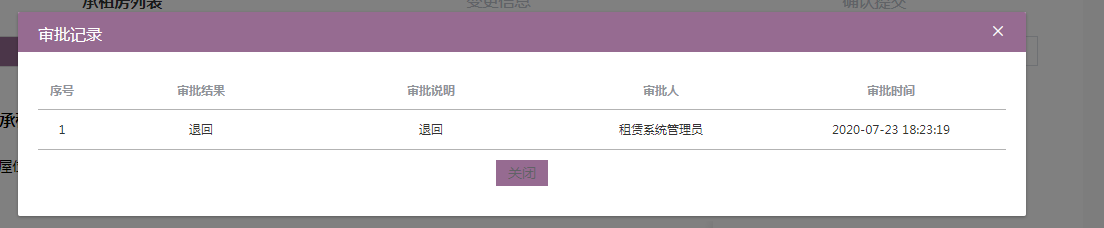 承租房列表 变更信息 确认提交
审批记录
序号 审批结果 审批说明 审批人 审批时间
1 退回 退回 租赁系统管理员 2020-07-23 18:23:19
承
屋
关闭